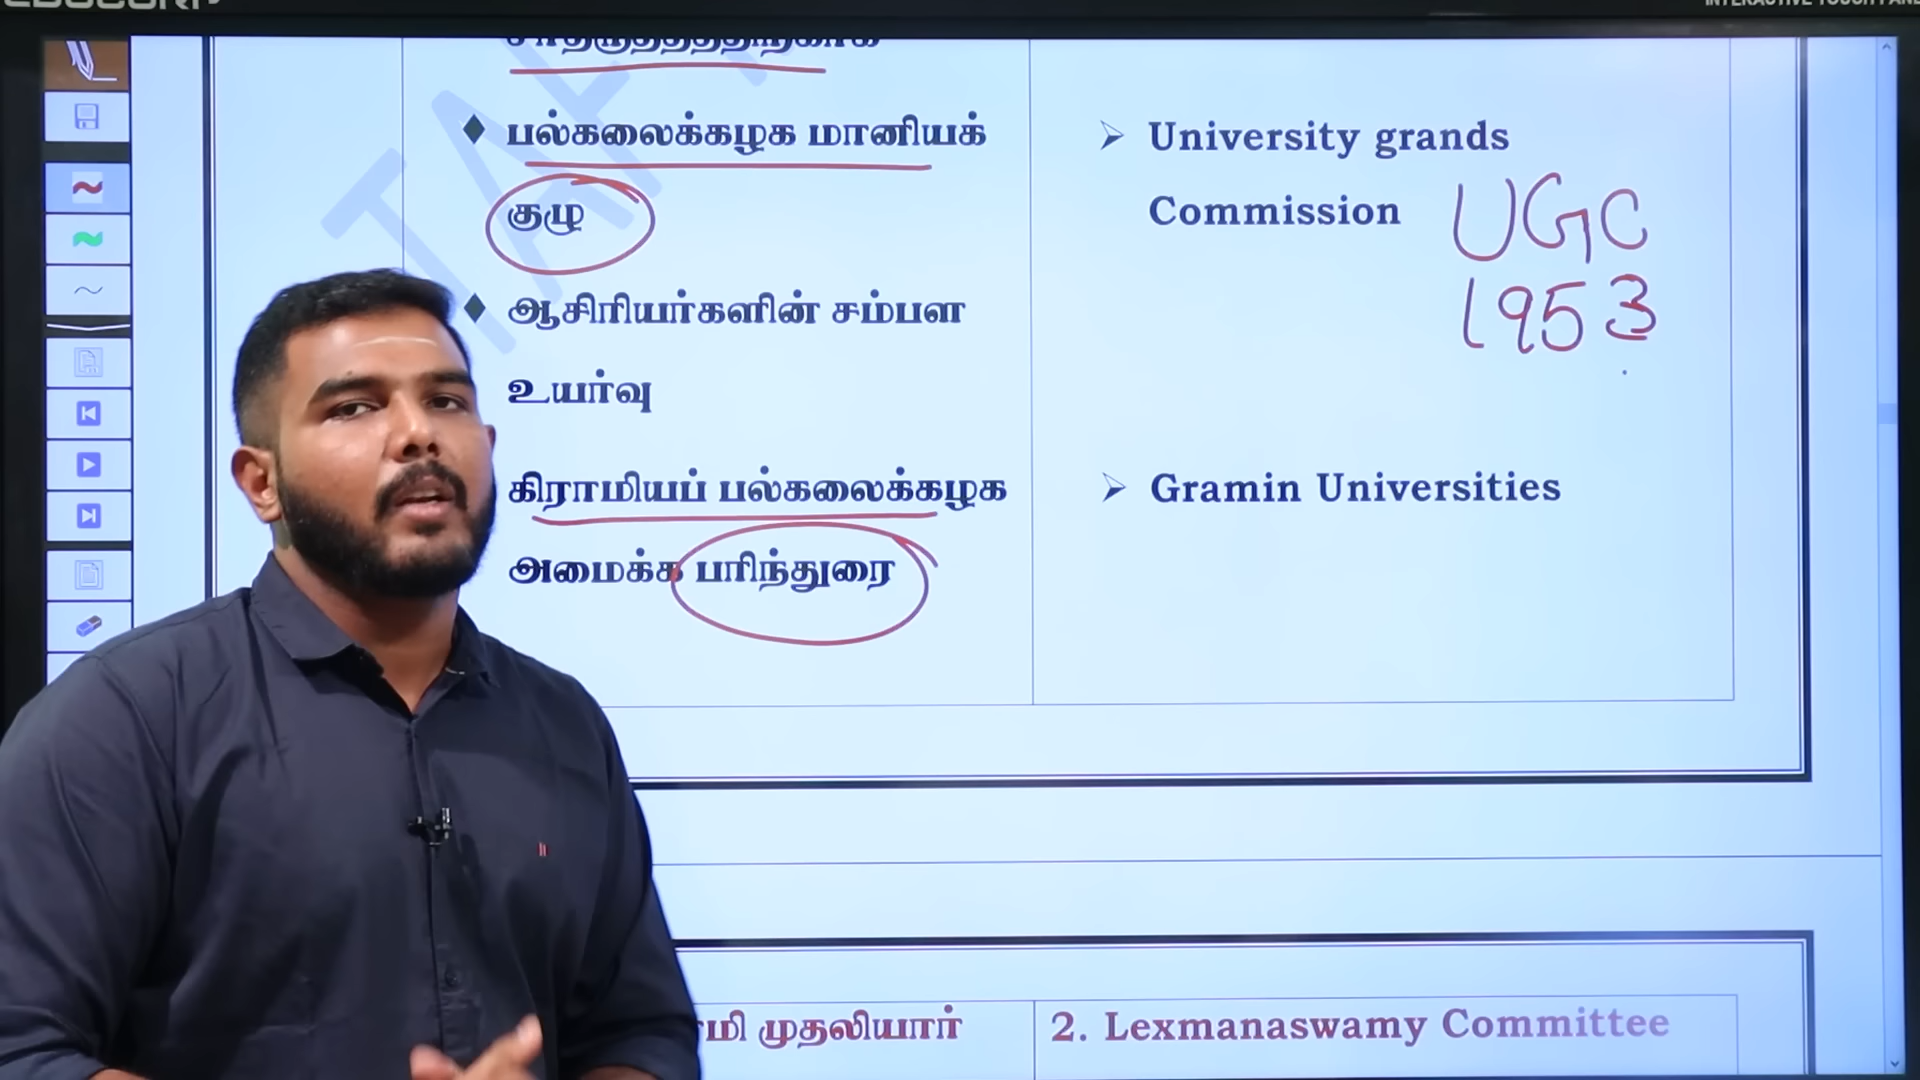 பல்கலைக்கழக மானியக்
குழு
ஆசிரியர்களின் சம்பள
உயர்வு
கிராமியப் பல்கலைக்கழக
அமைக்க பரிந்துரை
University grands
Commission
UGC
1953
Gramin Universities
மி முதலியார்
2. Lexmanaswamy Committee